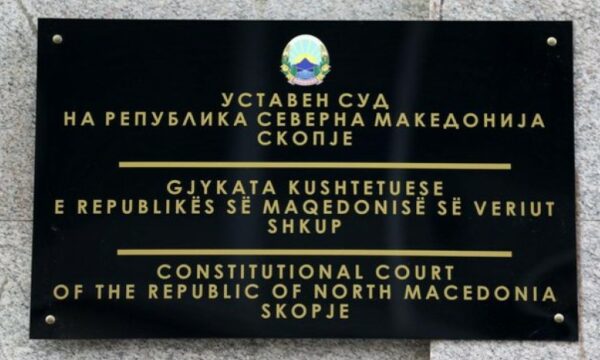 УСТАВЕН СУД
НА РЕПУБЛИКА СЕВЕРНА МАКЕДОНИЈА
СКОПЈЕ
GJYKATA KUSHTETUESE
E REPUBLIKËS SË MAQEDONISË SË VERIUT
SHKUP
CONSTITUTIONAL COURT
OF THE REPUBLIC OF NORTH MACEDONIA
SKOPJE